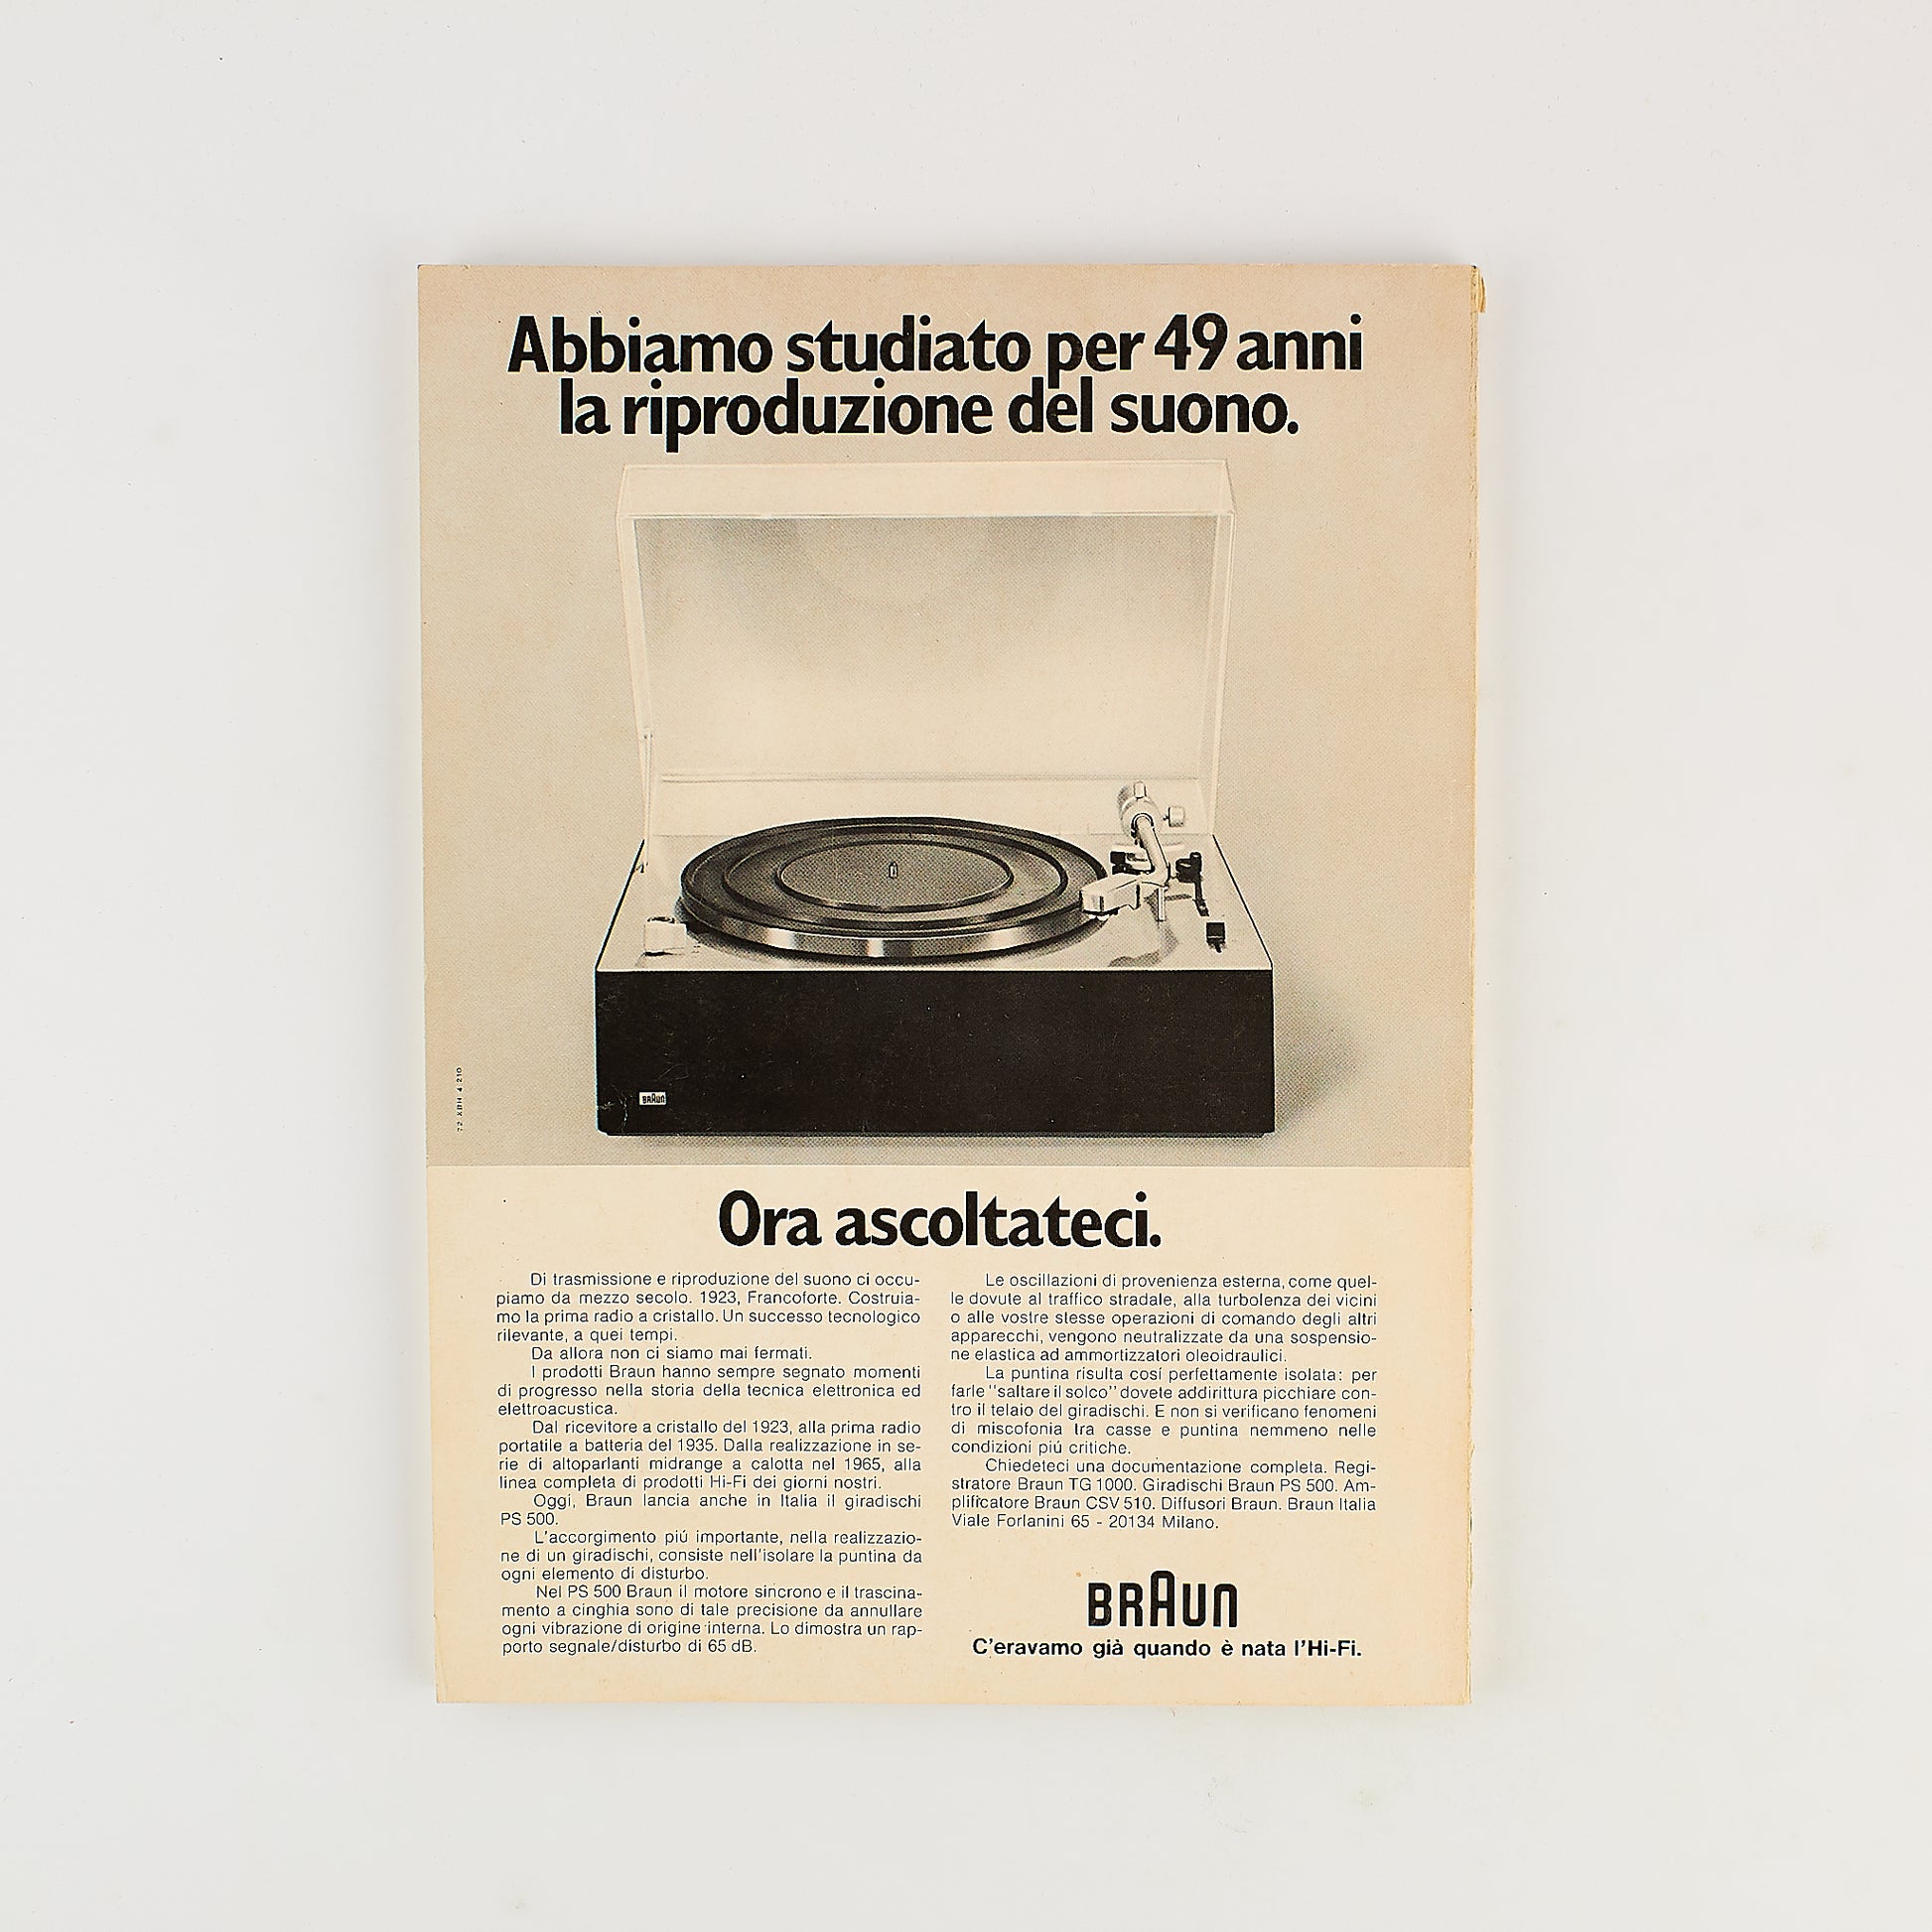 Abbiamo studiato per 49 anni
la riproduzione del suono.
BRAUN
72 XBH 4 210
Ora ascoltateci.
Di trasmissione e riproduzione del suono ci occu-
piamo da mezzo secolo. 1923, Francoforte. Costruia-
mo la prima radio a cristallo. Un successo tecnologico
rilevante, a quei tempi.
Da allora non ci siamo mai fermati.
I prodotti Braun hanno sempre segnato momenti
di progresso nella storia della tecnica elettronica ed
elettroacustica.
Dal ricevitore a cristallo del 1923, alla prima radio
portatile a batteria del 1935. Dalla realizzazione in se-
rie di altoparlanti midrange a calotta nel 1965, alla
linea completa di prodotti Hi-Fi dei giorni nostri.
Oggi, Braun lancia anche in Italia il giradischi
PS 500.
L'accorgimento piú importante, nella realizzazio-
ne di un giradischi, consiste nell'isolare la puntina da
ogni elemento di disturbo.
Nel PS 500 Braun il motore sincrono e il trascina-
mento a cinghia sono di tale precisione da annullare
ogni vibrazione di origine interna. Lo dimostra un rap-
porto segnale/disturbo di 65 dB.
Le oscillazioni di provenienza esterna, come quel-
le dovute al traffico stradale, alla turbolenza dei vicini
o alle vostre stesse operazioni di comando degli altri
apparecchi, vengono neutralizzate da una sospensio-
ne elastica ad ammortizzatori oleoidraulici.
La puntina risulta cosí perfettamente isolata: per
farle "saltare il solco" dovete addirittura picchiare con-
tro il telaio del giradischi. E non si verificano fenomeni
di miscofonia tra casse e puntina nemmeno nelle
condizioni piú critiche.
Chiedeteci una documentazione completa. Regi-
stratore Braun TG 1000. Giradischi Braun PS 500. Am-
plificatore Braun CSV 510. Diffusori Braun. Braun Italia
Viale Forlanini 65 - 20134 Milano.
BRAUN
C'eravamo già quando è nata l'Hi-Fi.